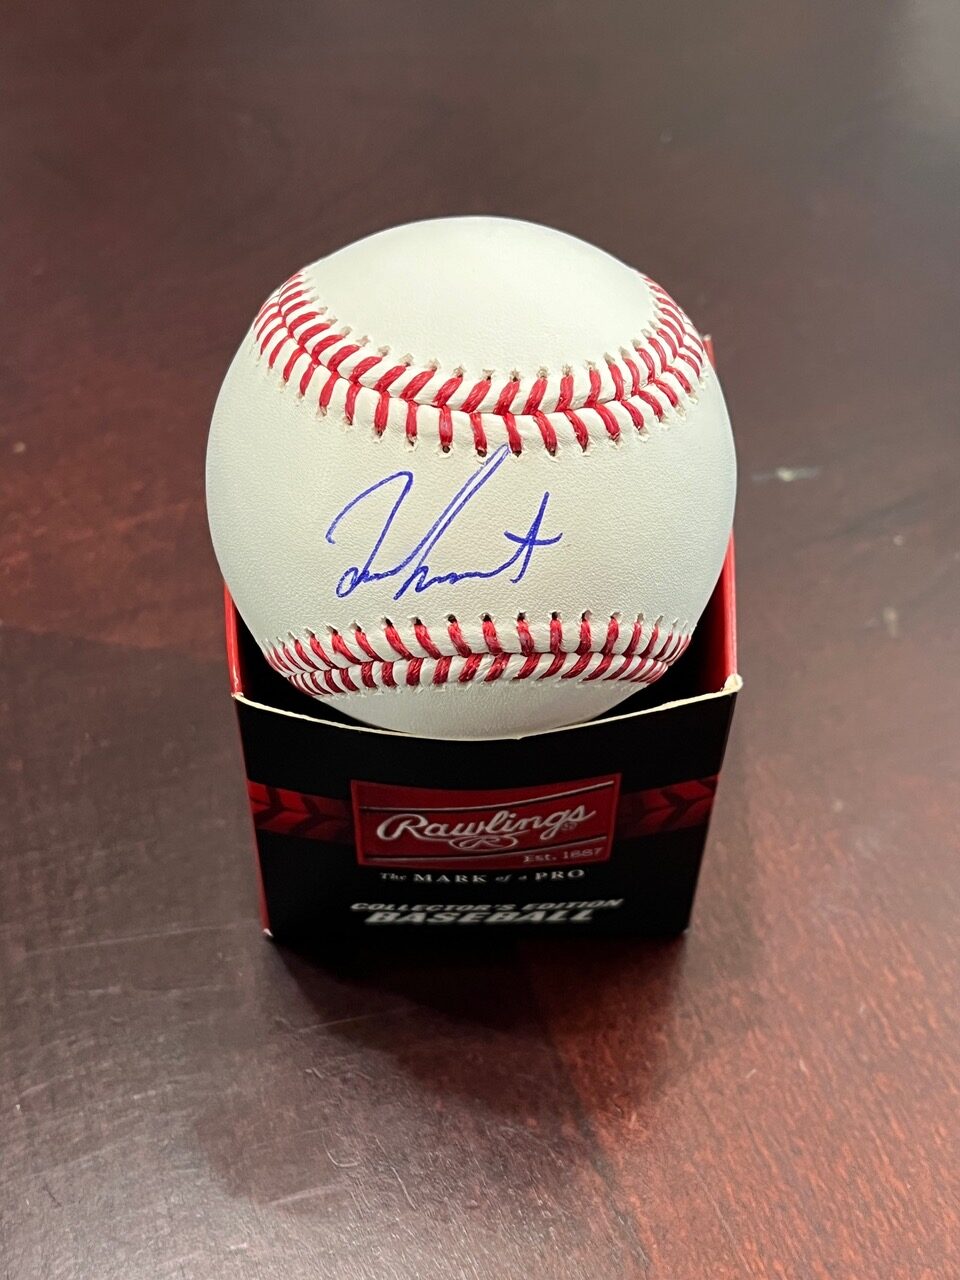 Rawlings®
R
Est. 1887
The MARK of a PRO
COLLECTOR'S EDITION
BASEBALL